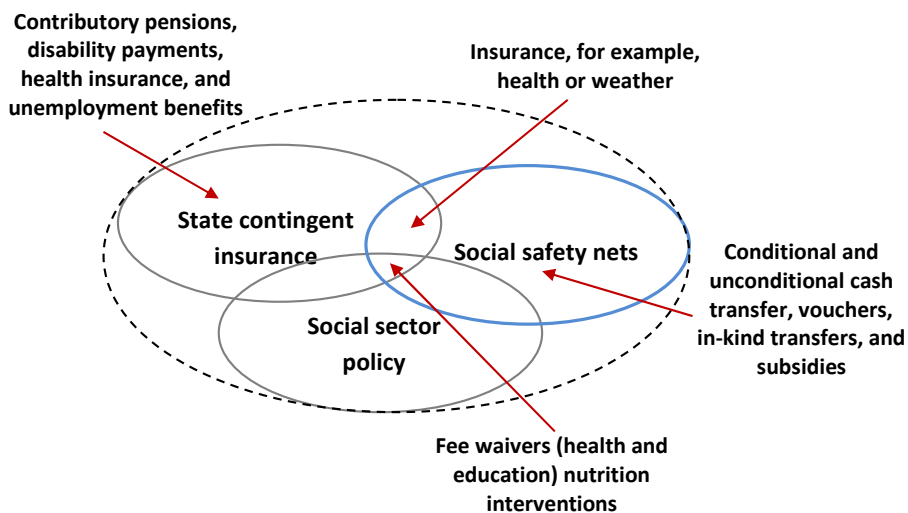 Contributory pensions,
disability payments,
health insurance, and
unemployment benefits
Insurance, for example,
health or weather
State contingent
insurance
Social safety nets
Social sector
policy
Conditional and
unconditional cash
transfer, vouchers,
in-kind transfers, and
subsidies
Fee waivers (health and
education) nutrition
interventions